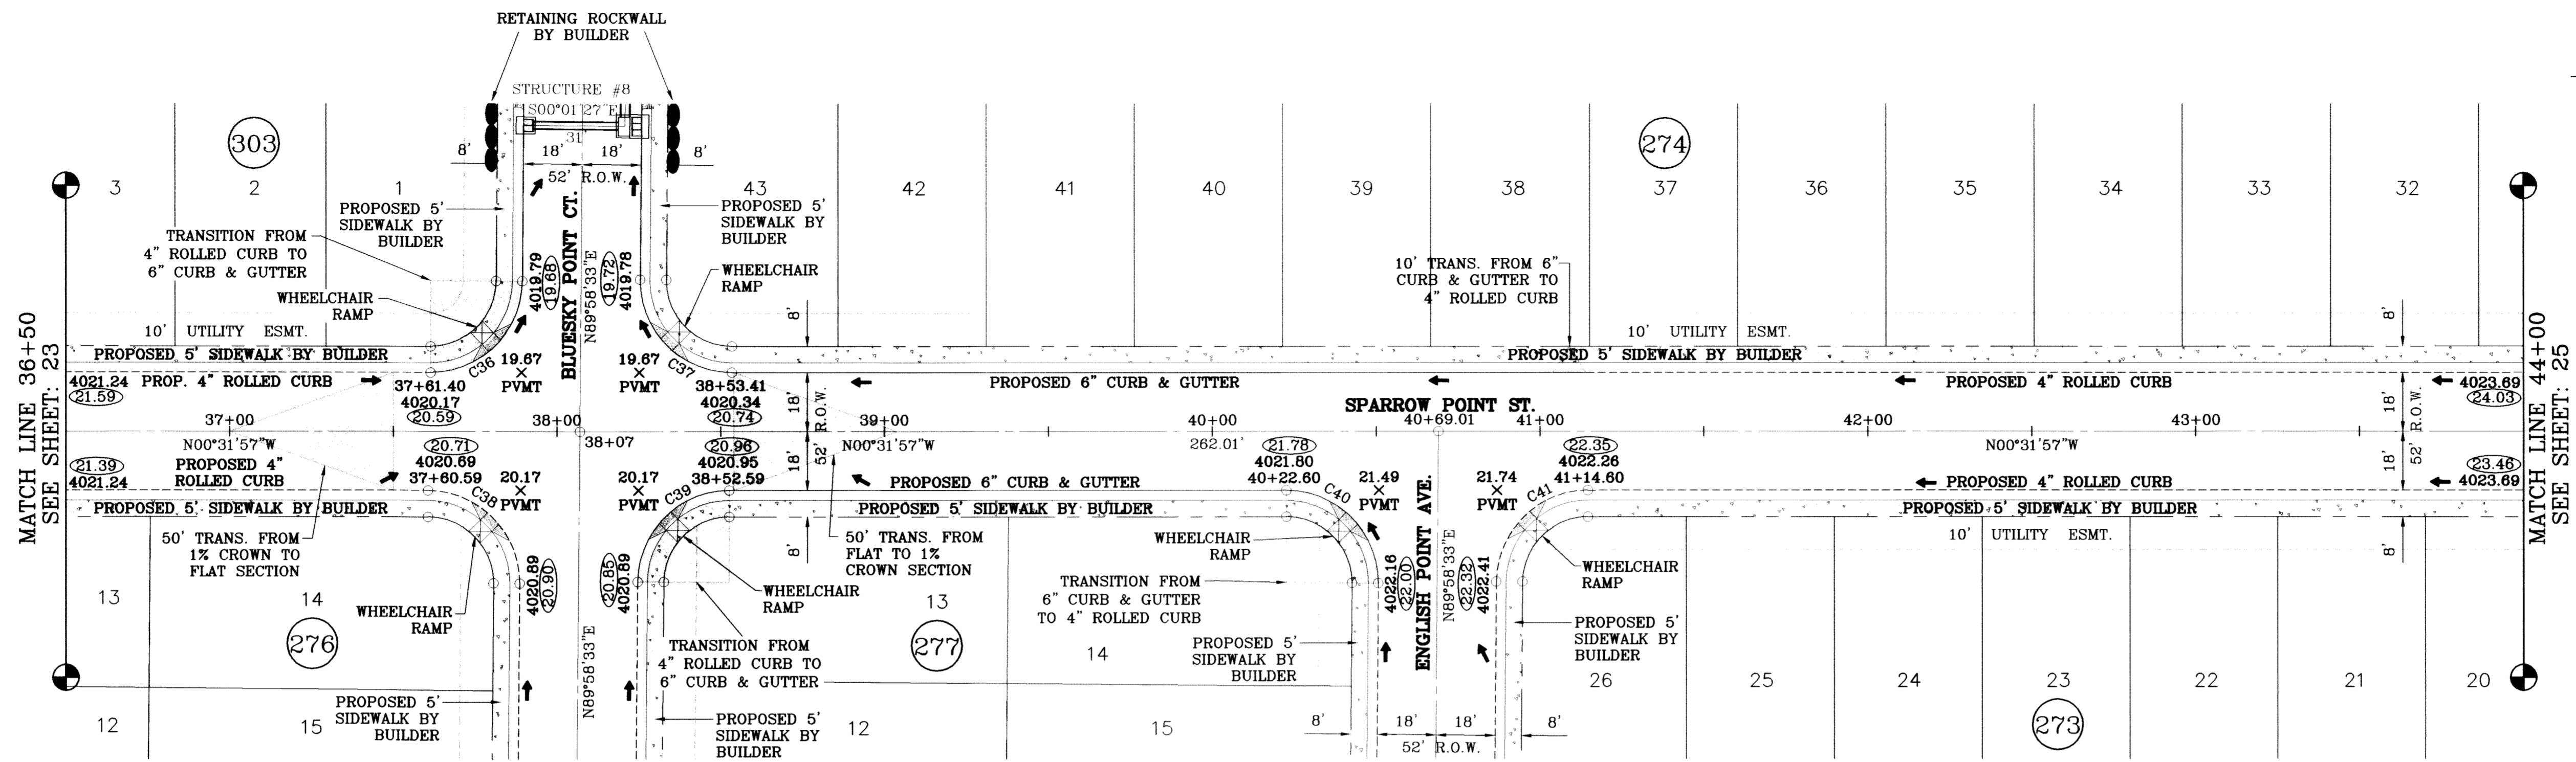 RETAINING ROCKWALL
BY BUILDER
STRUCTURE #8
S00°01'27"E
31
8'
18'
18'
8'
52' R.O.W.
303
274
3
2
1
43
42
41
40
39
38
37
36
35
34
33
32
PROPOSED 5'
SIDEWALK BY
BUILDER
PROPOSED 5'
SIDEWALK BY
BUILDER
TRANSITION FROM
4" ROLLED CURB TO
6" CURB & GUTTER
WHEELCHAIR
RAMP
WHEELCHAIR
RAMP
BLUESKY POINT CT.
N89°58'33"E
4019.79
19.68
19.72
4019.78
10' TRANS. FROM 6"
CURB & GUTTER TO
4" ROLLED CURB
8'
8'
10' UTILITY ESMT.
10' UTILITY ESMT.
PROPOSED 5' SIDEWALK BY BUILDER
PROPOSED 5' SIDEWALK BY BUILDER
MATCH LINE 36+50
SEE SHEET: 23
MATCH LINE 44+00
SEE SHEET: 25
C36
C37
19.67
PVMT
19.67
PVMT
4021.24
21.59
PROP. 4" ROLLED CURB
37+61.40
4020.17
20.59
38+53.41
4020.34
20.74
PROPOSED 6" CURB & GUTTER
PROPOSED 4" ROLLED CURB
4023.69
24.03
18'
18'
52' R.O.W.
SPARROW POINT ST.
37+00
38+00
38+07
39+00
40+00
40+69.01
41+00
42+00
43+00
18'
18'
52' R.O.W.
N00°31'57"W
N00°31'57"W
262.01'
N00°31'57"W
21.39
4021.24
PROPOSED 4"
ROLLED CURB
20.71
4020.69
37+60.59
20.17
PVMT
20.17
PVMT
20.96
4020.95
38+52.59
PROPOSED 6" CURB & GUTTER
21.78
4021.80
40+22.60
21.49
PVMT
21.74
PVMT
22.35
4022.26
41+14.60
PROPOSED 4" ROLLED CURB
23.46
4023.69
C38
C39
C40
C41
PROPOSED 5' SIDEWALK BY BUILDER
PROPOSED 5' SIDEWALK BY BUILDER
PROPOSED 5' SIDEWALK BY BUILDER
10' UTILITY ESMT.
8'
8'
50' TRANS. FROM
1% CROWN TO
FLAT SECTION
50' TRANS. FROM
FLAT TO 1%
CROWN SECTION
WHEELCHAIR
RAMP
WHEELCHAIR
RAMP
WHEELCHAIR
RAMP
WHEELCHAIR
RAMP
4020.89
20.90
20.85
4020.89
N89°58'33"E
TRANSITION FROM
6" CURB & GUTTER
TO 4" ROLLED CURB
4022.16
22.00
ENGLISH POINT AVE.
N89°58'33"E
22.32
4022.41
13
14
276
277
13
14
TRANSITION FROM
4" ROLLED CURB TO
6" CURB & GUTTER
PROPOSED 5'
SIDEWALK BY
BUILDER
PROPOSED 5'
SIDEWALK BY
BUILDER
PROPOSED 5'
SIDEWALK BY
BUILDER
PROPOSED 5'
SIDEWALK BY
BUILDER
12
15
12
15
8'
18'
18'
8'
52' R.O.W.
26
25
24
23
22
21
20
273